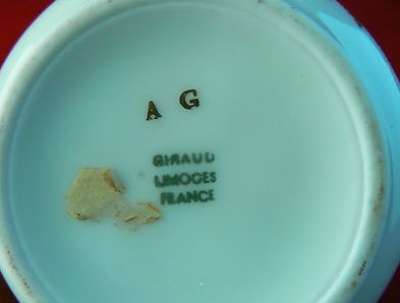 A G
GIRAUD
LIMOGES
FRANCE